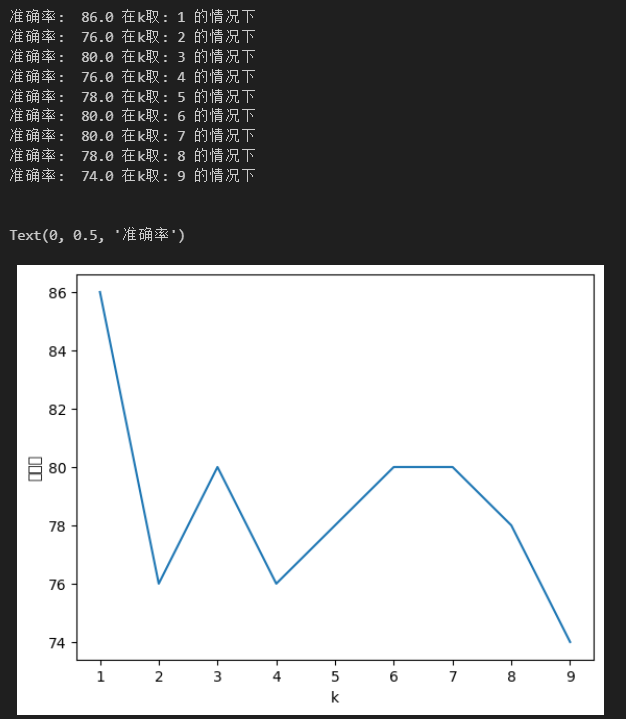 准确率: 86.0 在k取: 1 的情况下
准确率: 76.0 在k取: 2 的情况下
准确率: 80.0 在k取: 3 的情况下
准确率: 76.0 在k取: 4 的情况下
准确率: 78.0 在k取: 5 的情况下
准确率: 80.0 在k取: 6 的情况下
准确率: 80.0 在k取: 7 的情况下
准确率: 78.0 在k取: 8 的情况下
准确率: 74.0 在k取: 9 的情况下
Text(0, 0.5, '准确率')
86
84
82
80
78
76
74
1 2 3 4 5 6 7 8 9
k